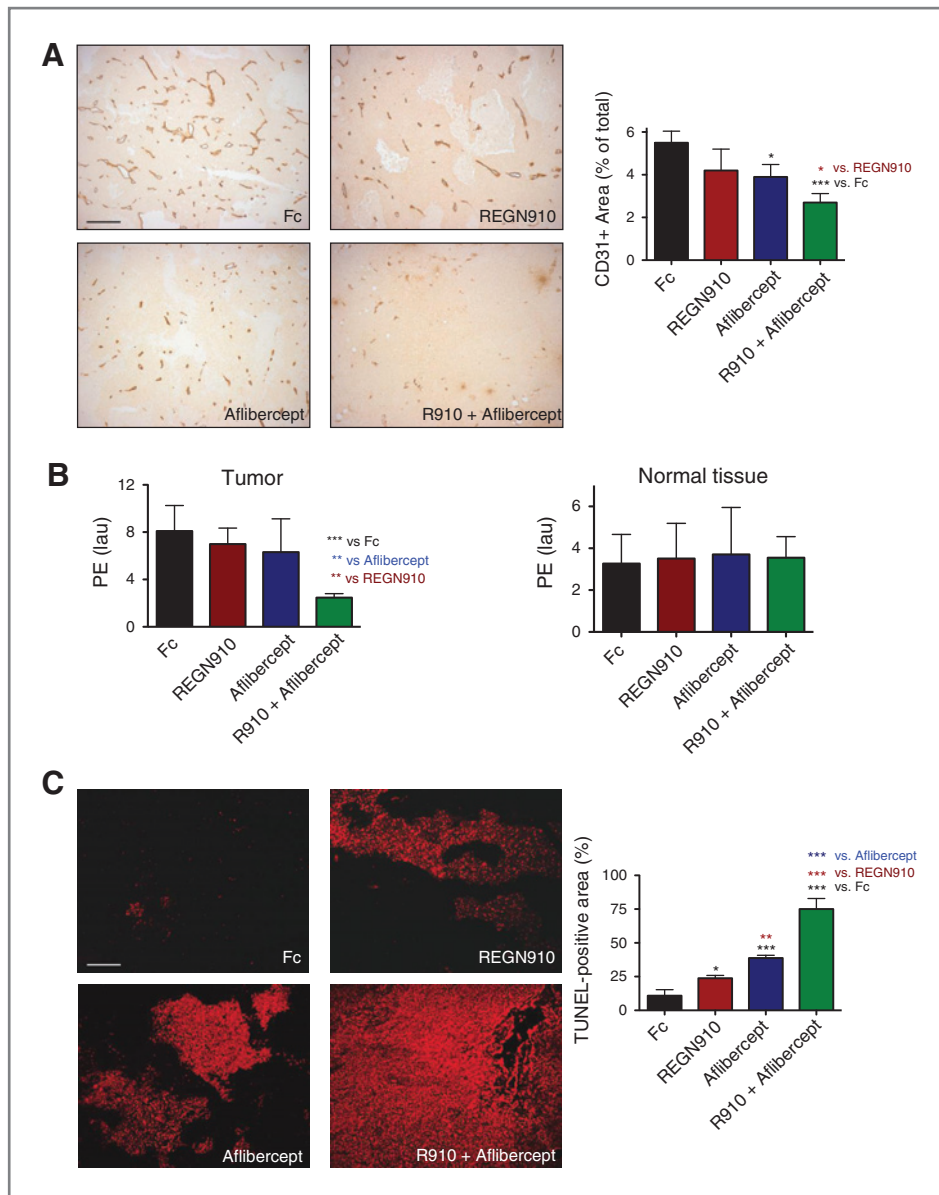 A
Fc
REGN910
Aflibercept
R910 + Aflibercept
CD31+ Area (% of total)
6
4
2
0
*
* vs. REGN910
*** vs. Fc
Fc
REGN910
Aflibercept
R910 + Aflibercept
B
Tumor
PE (Iau)
12
8
4
0
*** vs Fc
** vs Aflibercept
** vs REGN910
Fc
REGN910
Aflibercept
R910 + Aflibercept
Normal tissue
PE (Iau)
6
4
2
0
Fc
REGN910
Aflibercept
R910 + Aflibercept
C
Fc
REGN910
Aflibercept
R910 + Aflibercept
TUNEL-positive area (%)
100
75
50
25
0
*
**
***
*** vs. Aflibercept
*** vs. REGN910
*** vs. Fc
Fc
REGN910
Aflibercept
R910 + Aflibercept